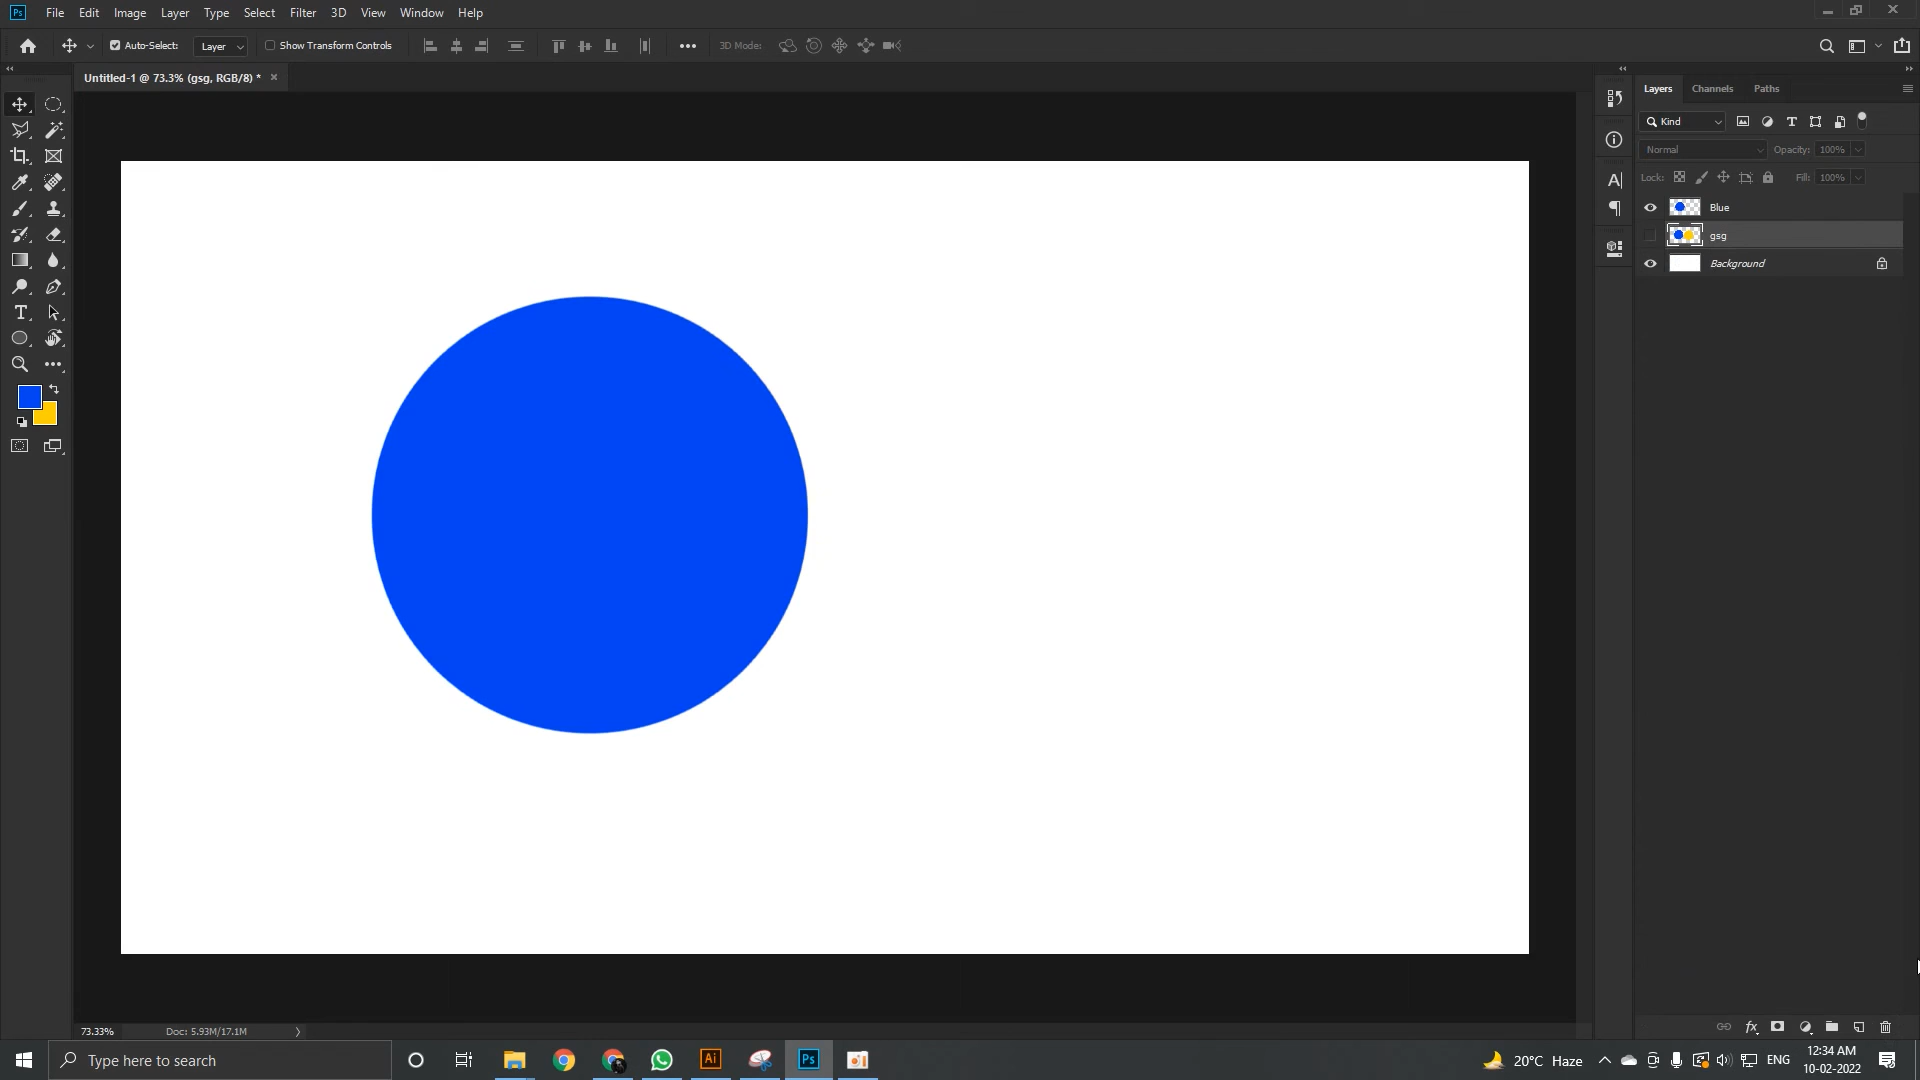 Ps File Edit Image Layer Type Select Filter 3D View Window Help
Auto-Select: Layer Show Transform Controls 3D Mode:
Untitled-1 @ 73.3% (gsg, RGB/8) *
Layers Channels Paths
Kind
Normal Opacity: 100%
Lock: Fill: 100%
Blue
gsg
Background
73.33% Doc: 5.93M/17.1M
Type here to search
Ai
Ps
20°C Haze
ENG
12:34 AM
10-02-2022